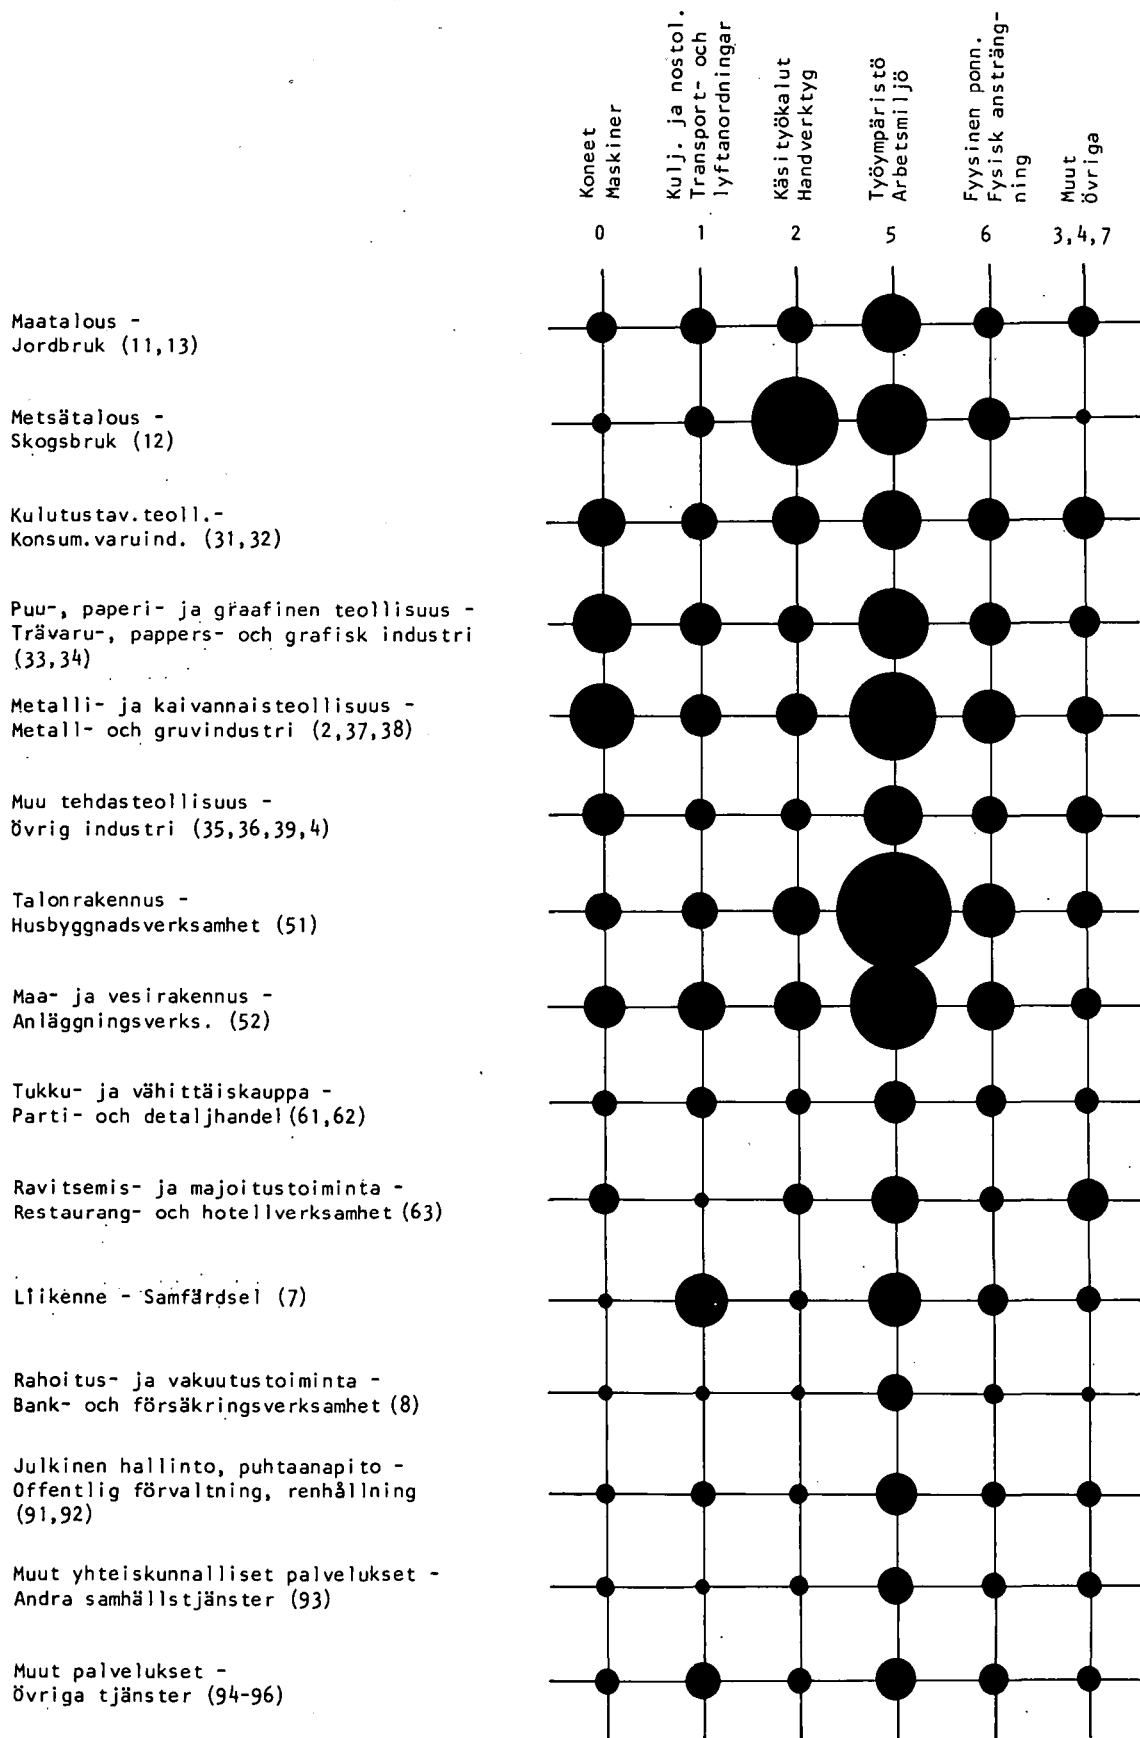 Koneet
Maskiner
Kulj. ja nostol.
Transport- och
lyftanordningar
Käsityökalut
Handverktyg
Työympäristö
Arbetsmiljö
Fyysinen ponn.
Fysisk ansträng-
ning
Muut
övriga
0 1 2 5 6 3,4,7
Maatalous -
Jordbruk (11,13)
Metsätalous -
Skogsbruk (12)
Kulutustav.teoll.-
Konsum.varuind. (31,32)
Puu-, paperi- ja graafinen teollisuus -
Trävaru-, pappers- och grafisk industri
(33,34)
Metalli- ja kaivannaisteollisuus -
Metall- och gruvindustri (2,37,38)
Muu tehdasteollisuus -
övrig industri (35,36,39,4)
Talonrakennus -
Husbyggnadsverksamhet (51)
Maa- ja vesirakennus -
Anläggningsverks. (52)
Tukku- ja vähittäiskauppa -
Parti- och detaljhandel (61,62)
Ravitsemis- ja majoitustoiminta -
Restaurang- och hotellverksamhet (63)
Liikenne - Samfärdsel (7)
Rahoitus- ja vakuutustoiminta -
Bank- och försäkringsverksamhet (8)
Julkinen hallinto, puhtaanapito -
Offentlig förvaltning, renhållning
(91,92)
Muut yhteiskunnalliset palvelukset -
Andra samhällstjänster (93)
Muut palvelukset -
övriga tjänster (94-96)